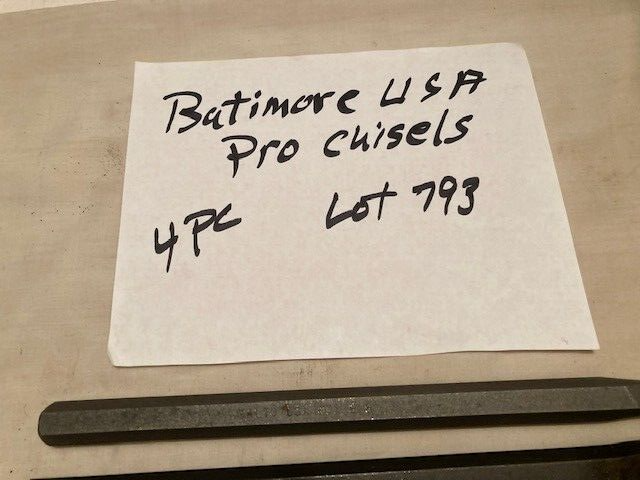 Batimore USA
Pro Chisels
4 PC Lot 793